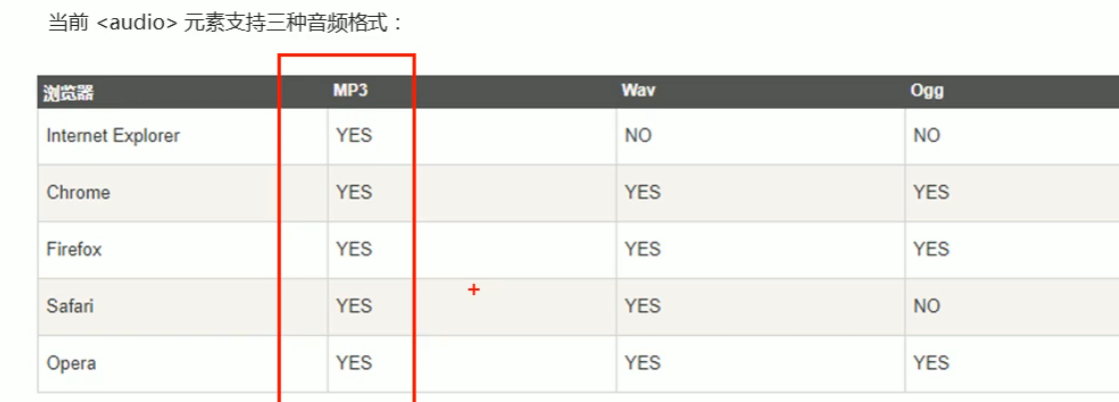 当前 <audio> 元素支持三种音频格式：
浏览器 MP3 Wav Ogg
Internet Explorer YES NO NO
Chrome YES YES YES
Firefox YES YES YES
Safari YES YES NO
Opera YES YES YES